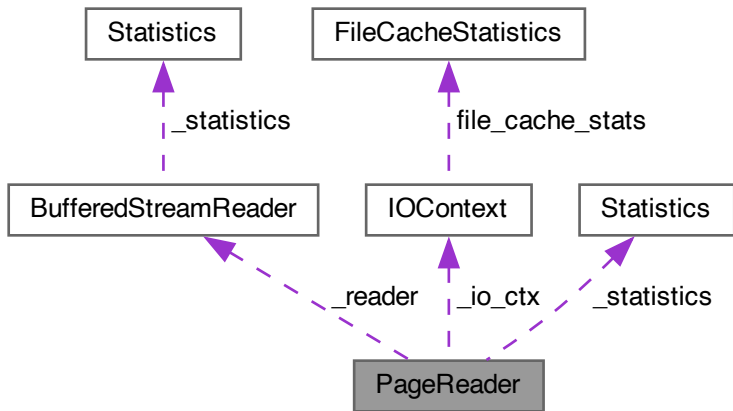 Statistics
FileCacheStatistics
_statistics
file_cache_stats
BufferedStreamReader
IOContext
Statistics
_reader
_io_ctx
_statistics
PageReader